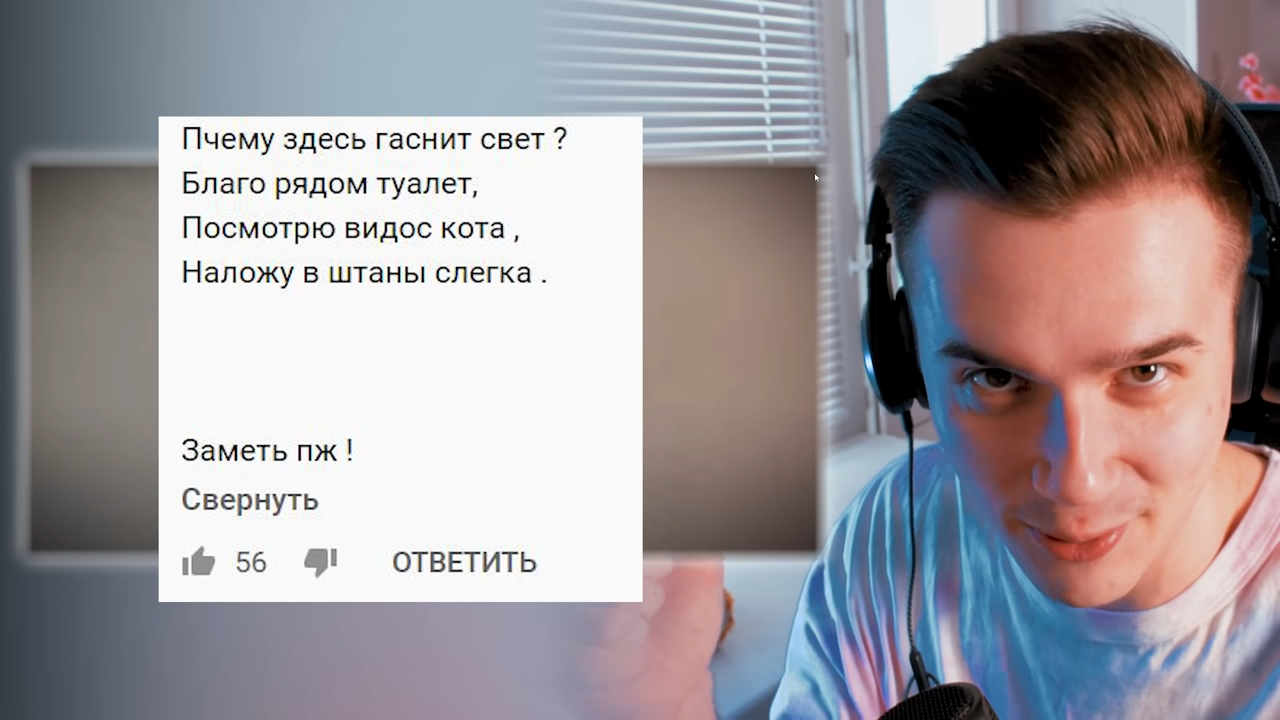 Пчему здесь гаснит свет ?
Благо рядом туалет,
Посмотрю видос кота ,
Наложу в штаны слегка .
Заметь пж !
Свернуть
56 ОТВЕТИТЬ